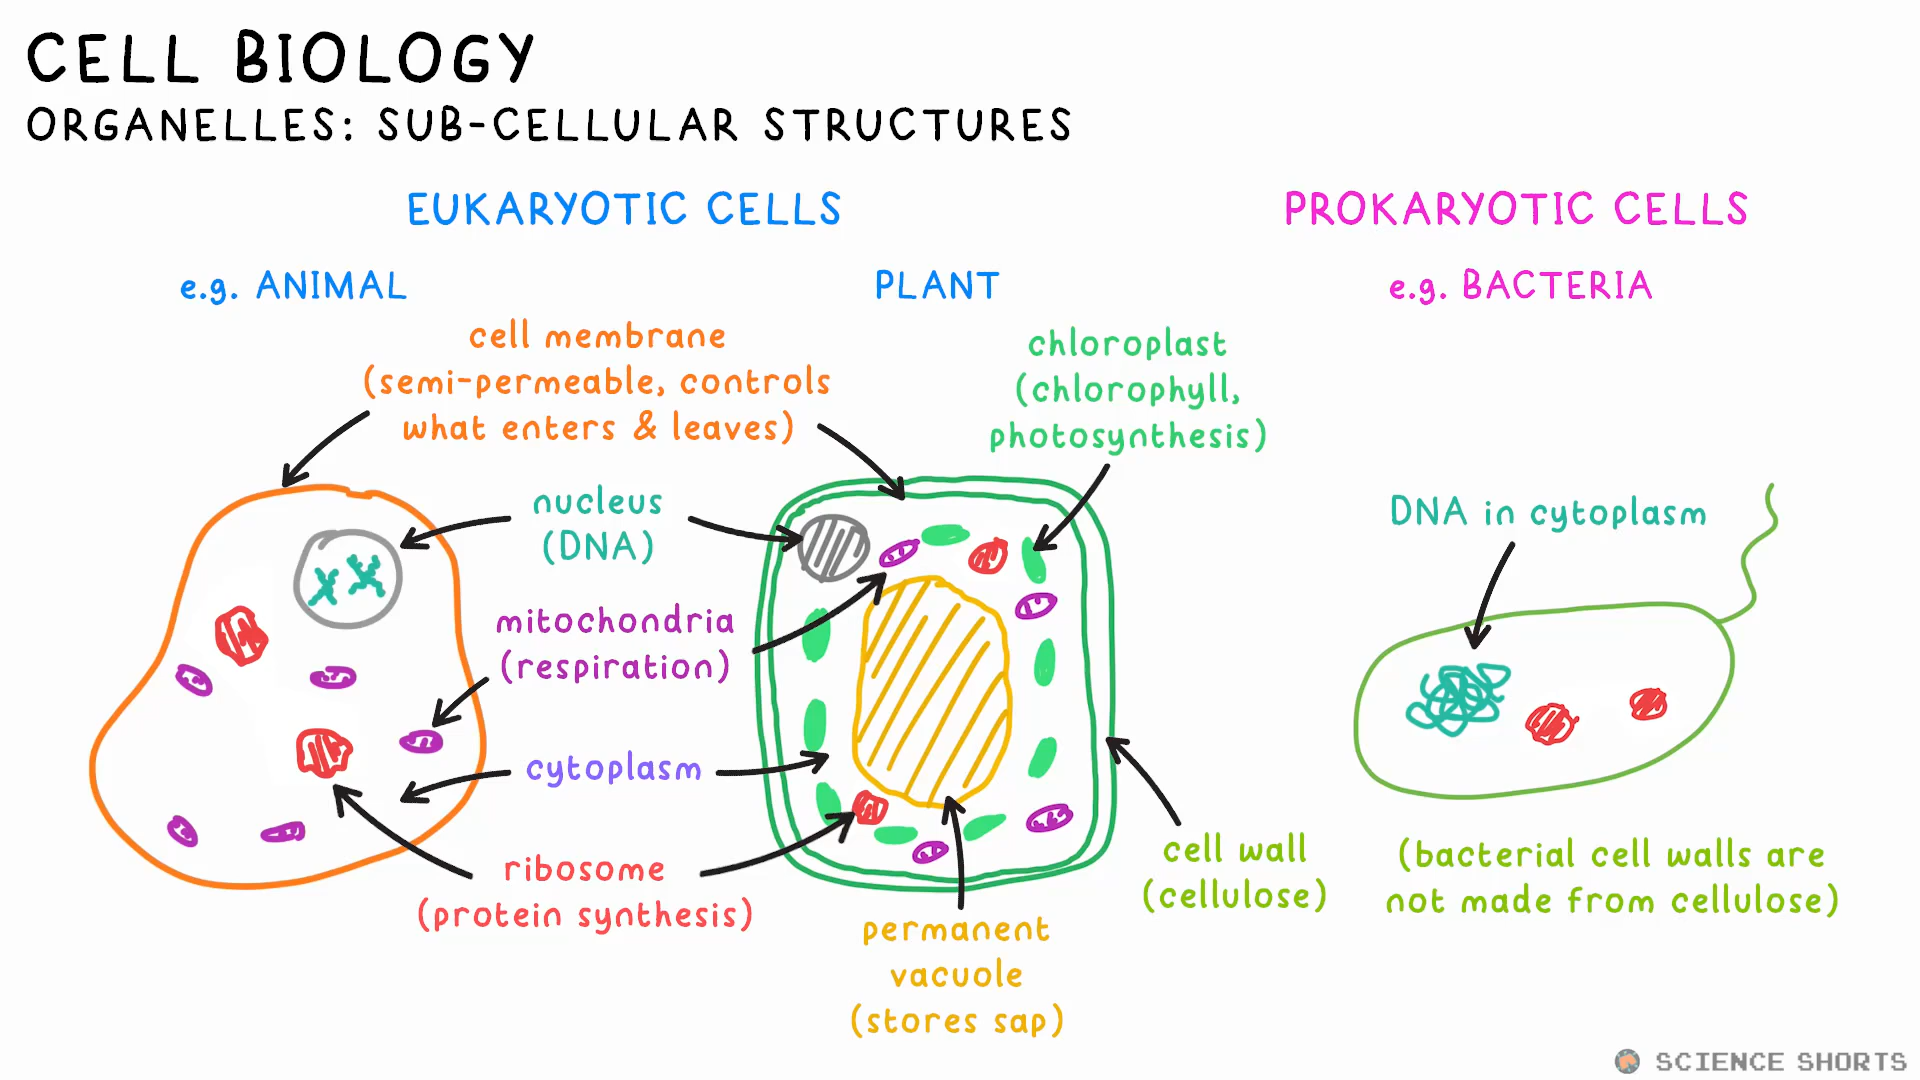 CELL BIOLOGY
ORGANELLES: SUB-CELLULAR STRUCTURES
EUKARYOTIC CELLS
PROKARYOTIC CELLS
e.g. ANIMAL
PLANT
e.g. BACTERIA
cell membrane
(semi-permeable, controls
what enters & leaves)
chloroplast
(chlorophyll,
photosynthesis)
nucleus
(DNA)
DNA in cytoplasm
mitochondria
(respiration)
cytoplasm
ribosome
(protein synthesis)
cell wall
(cellulose)
(bacterial cell walls are
not made from cellulose)
permanent
vacuole
(stores sap)
SCIENCE SHORTS